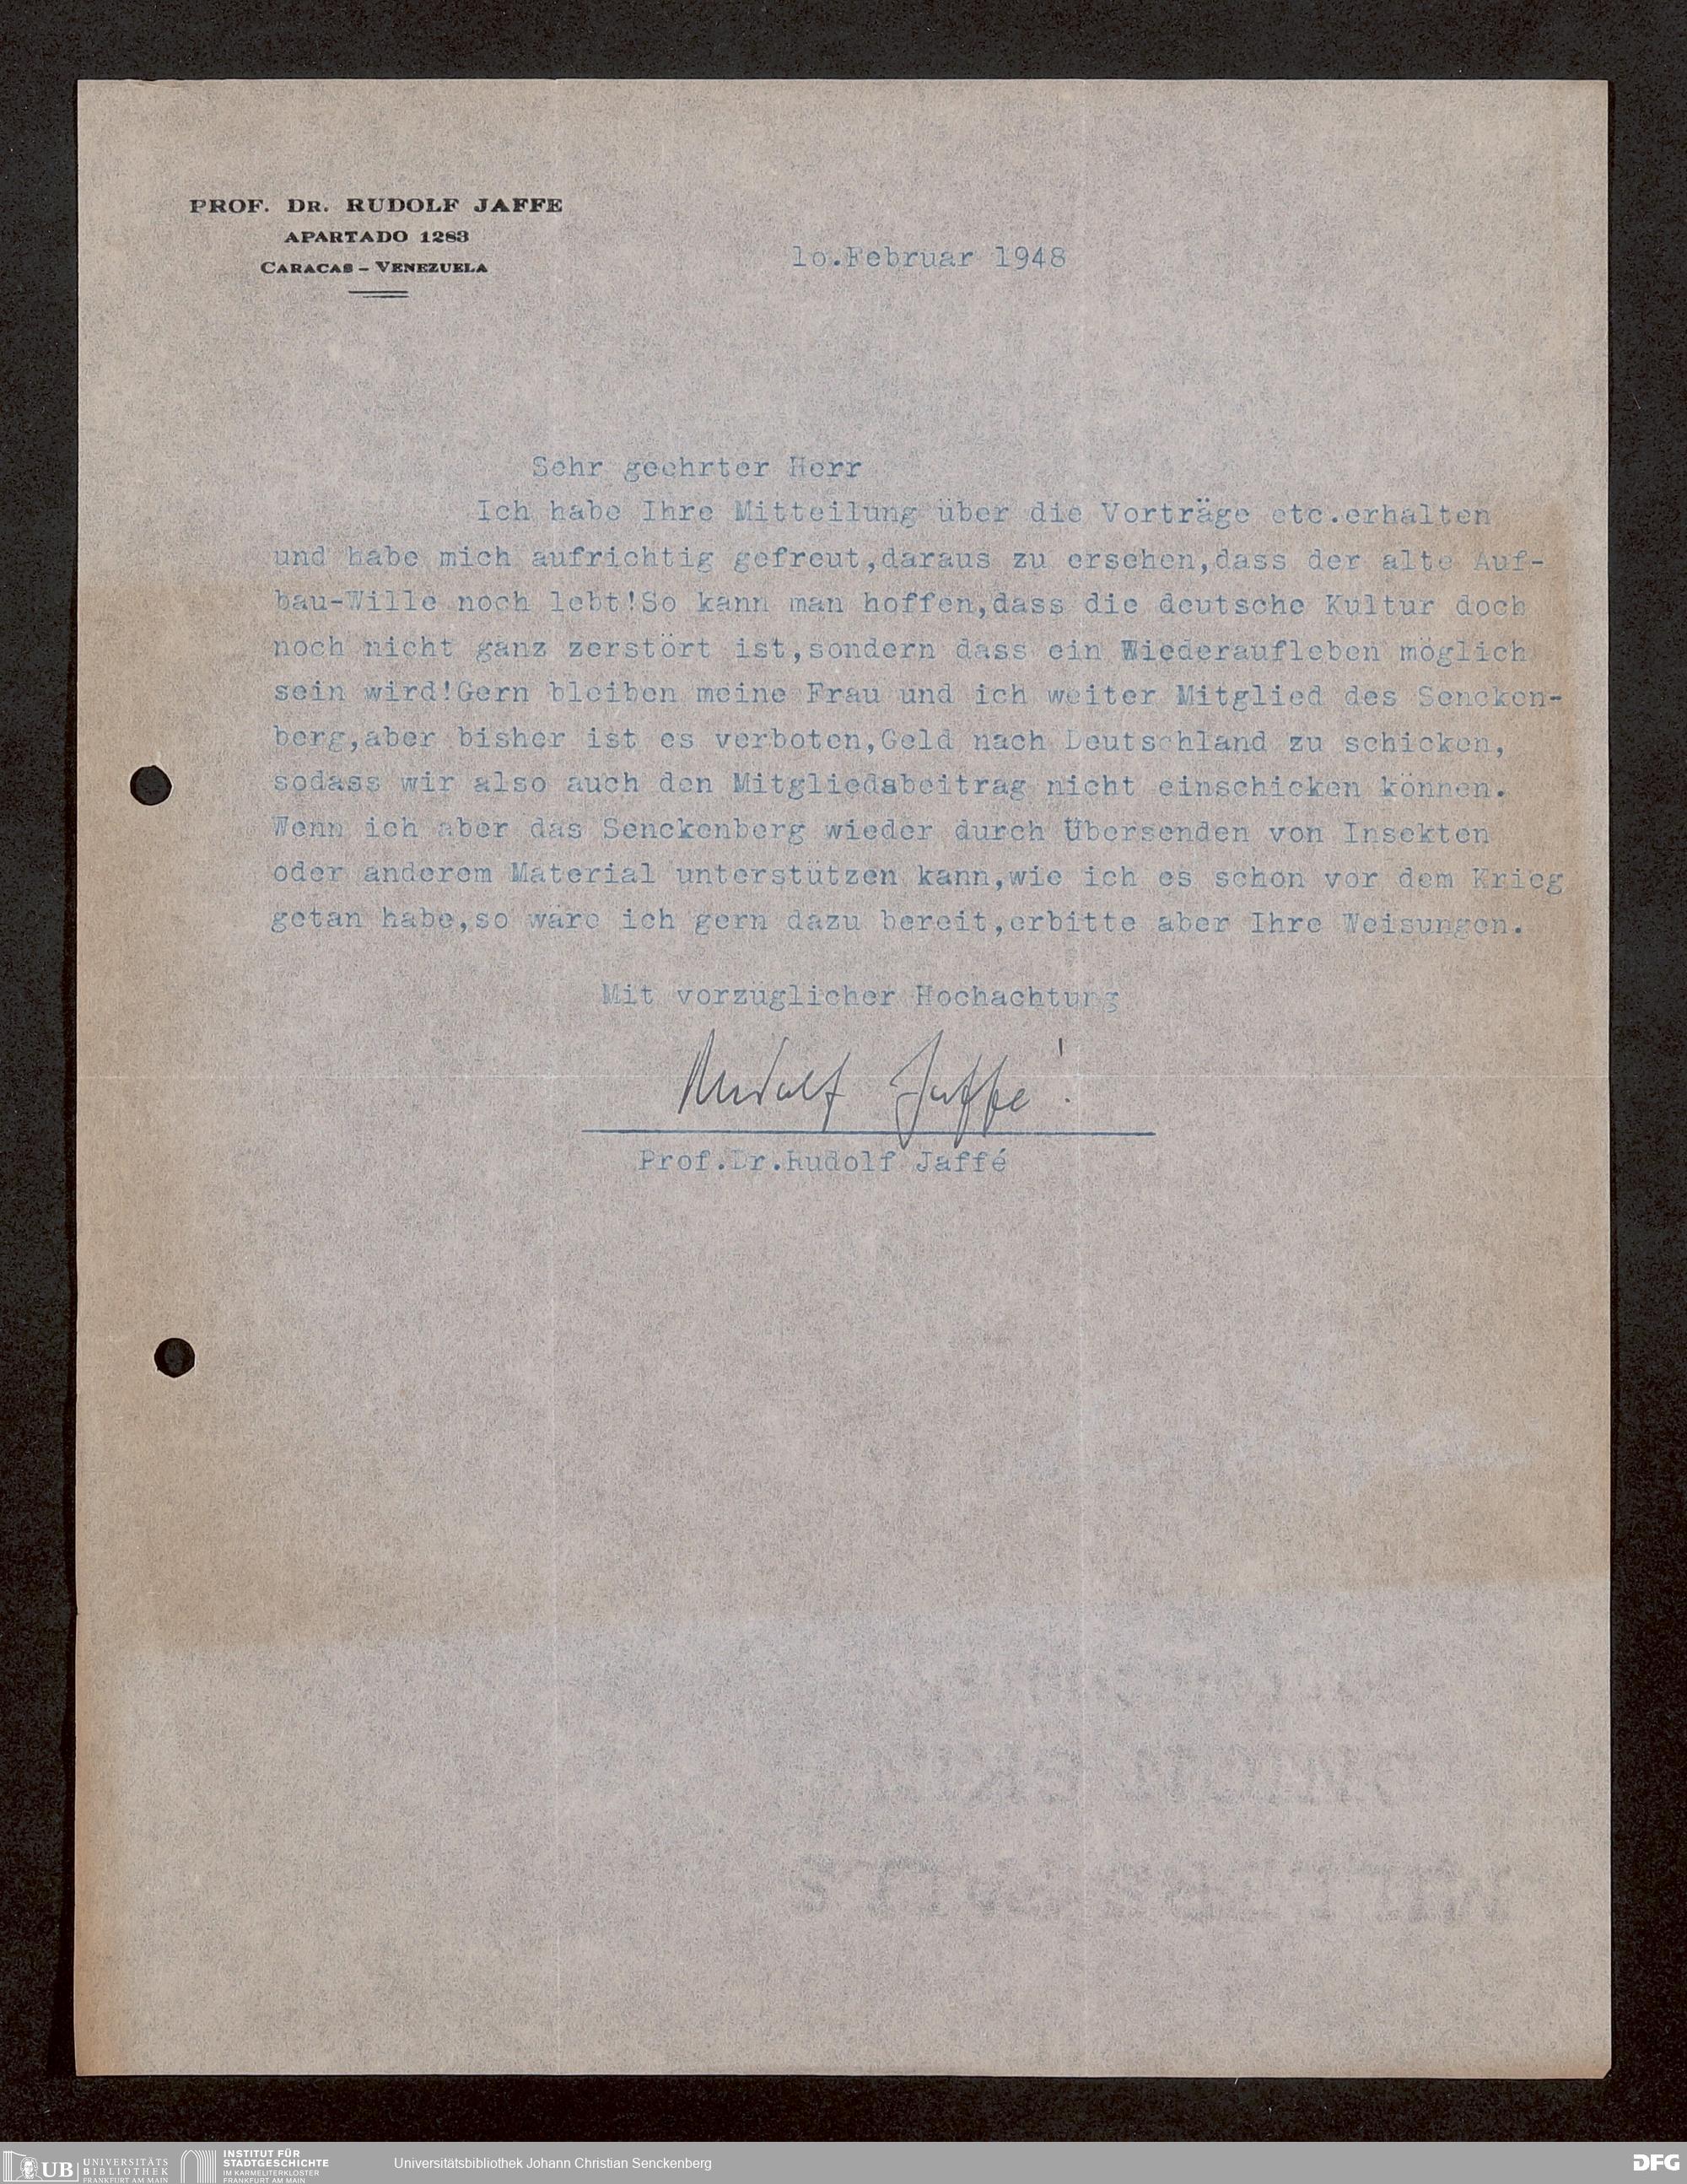 PROF. DR. RUDOLF JAFFE
APARTADO 1283
CARACAS – VENEZUELA
lo.Februar 1948
Sehr geehrter Herr
Ich habe Ihre Mitteilung über die Vorträge etc.erhalten
und habe mich aufrichtig gefreut,daraus zu ersehen,dass der alte Auf-
bau-Wille noch lebt!So kann man hoffen,dass die deutsche Kultur doch
noch nicht ganz zerstört ist,sondern dass ein Wiederaufleben möglich
sein wird!Gern bleiben meine Frau und ich weiter Mitglied des Sencken-
berg,aber bisher ist es verboten,Geld nach Deutschland zu schicken,
sodass wir also auch den Mitgliedsbeitrag nicht einschicken können.
Wenn ich aber das Senckenberg wieder durch Übersenden von Insekten
oder anderem Material unterstützen kann,wie ich es schon vor dem Krieg
getan habe,so wäre ich gern dazu bereit,erbitte aber Ihre Weisungen.
Mit vorzüglicher Hochachtung
Rudolf Jaffé.
Prof.Dr.Rudolf Jaffé
UB UNIVERSITÄTS
BIBLIOTHEK
FRANKFURT AM MAIN
INSTITUT FÜR
STADTGESCHICHTE
IM KARMELITERKLOSTER
FRANKFURT AM MAIN
Universitätsbibliothek Johann Christian Senckenberg
DFG